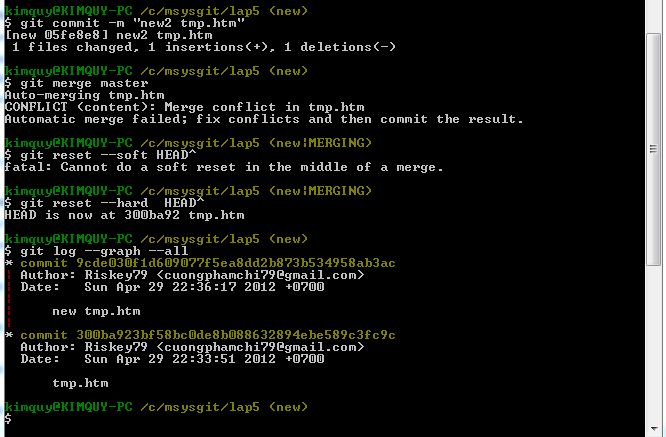 kimquy@KIMQUY-PC /c/msysgit/lap5 (new)
$ git commit -m "new2 tmp.htm"
[new 05fe8e8] new2 tmp.htm
 1 files changed, 1 insertions(+), 1 deletions(-)

kimquy@KIMQUY-PC /c/msysgit/lap5 (new)
$ git merge master
Auto-merging tmp.htm
CONFLICT (content): Merge conflict in tmp.htm
Automatic merge failed; fix conflicts and then commit the result.

kimquy@KIMQUY-PC /c/msysgit/lap5 (new|MERGING)
$ git reset --soft HEAD^
fatal: Cannot do a soft reset in the middle of a merge.

kimquy@KIMQUY-PC /c/msysgit/lap5 (new|MERGING)
$ git reset --hard  HEAD^
HEAD is now at 300ba92 tmp.htm

kimquy@KIMQUY-PC /c/msysgit/lap5 (new)
$ git log --graph --all
* commit 9cde030f1d609077f5ea8dd2b873b534958ab3ac
| Author: Riskey79 <cuongphamchi79@gmail.com>
| Date:   Sun Apr 29 22:36:17 2012 +0700
|
|     new tmp.htm
|
* commit 300ba923bf58bc0de8b088632894ebe589c3fc9c
  Author: Riskey79 <cuongphamchi79@gmail.com>
  Date:   Sun Apr 29 22:33:51 2012 +0700

      tmp.htm

kimquy@KIMQUY-PC /c/msysgit/lap5 (new)
$